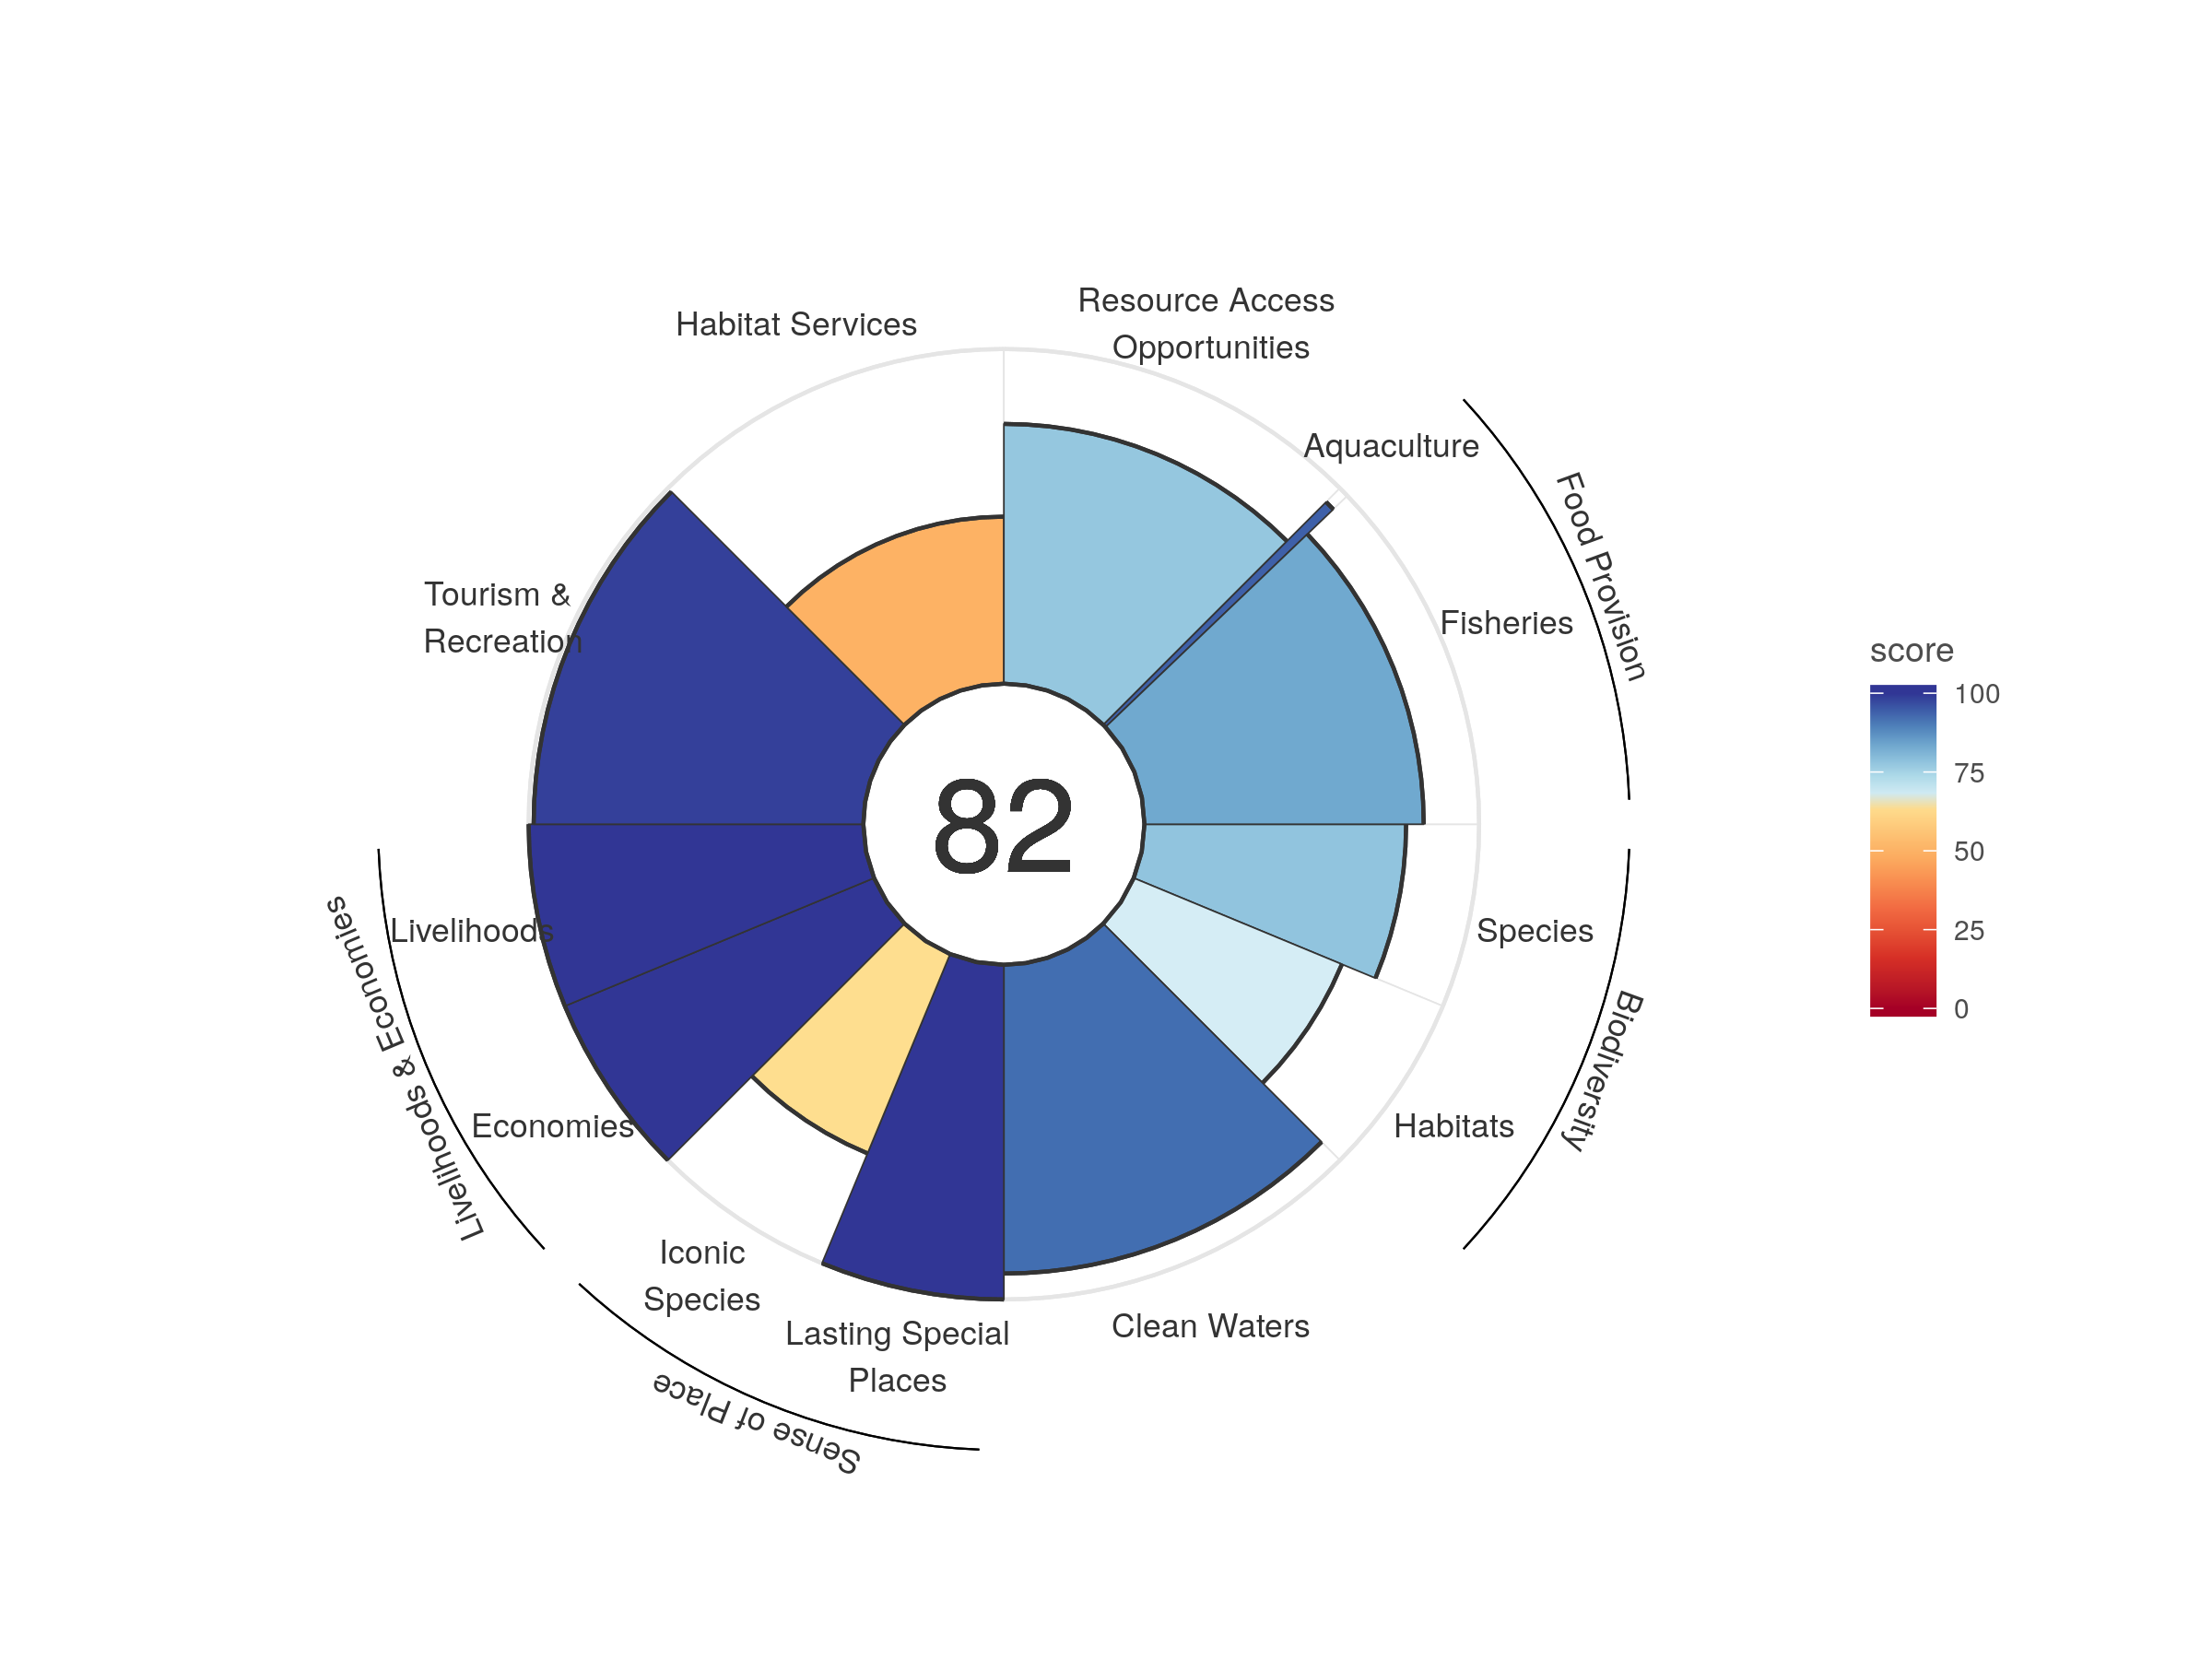 Resource Access
Opportunities
Habitat Services
Aquaculture
Food Provision
Tourism &
Recreation
Fisheries
82
Livelihoods
Species
Livelihoods & Economies
Biodiversity
Economies
Habitats
Iconic
Species
Lasting Special
Places
Clean Waters
Sense of Place
score
100
75
50
25
0